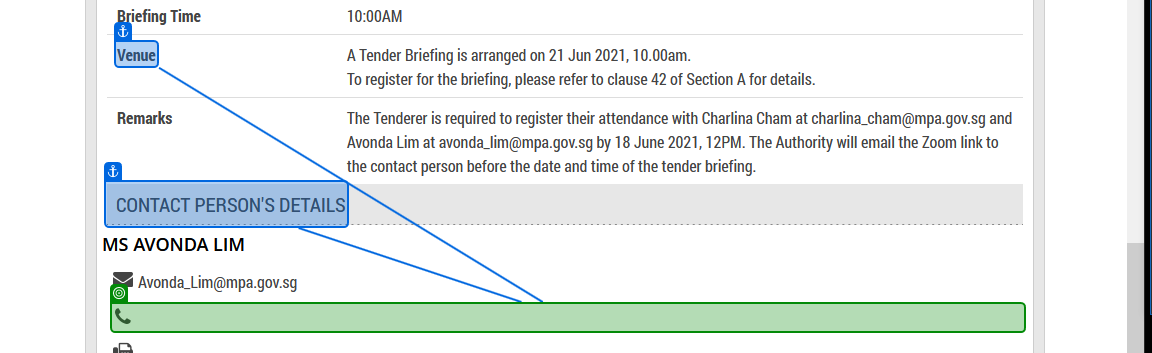 Briefing Time 10:00AM
Venue A Tender Briefing is arranged on 21 Jun 2021, 10.00am.
To register for the briefing, please refer to clause 42 of Section A for details.
Remarks The Tenderer is required to register their attendance with Charlina Cham at charlina_cham@mpa.gov.sg and
Avonda Lim at avonda_lim@mpa.gov.sg by 18 June 2021, 12PM. The Authority will email the Zoom link to
the contact person before the date and time of the tender briefing.
CONTACT PERSON'S DETAILS
MS AVONDA LIM
Avonda_Lim@mpa.gov.sg